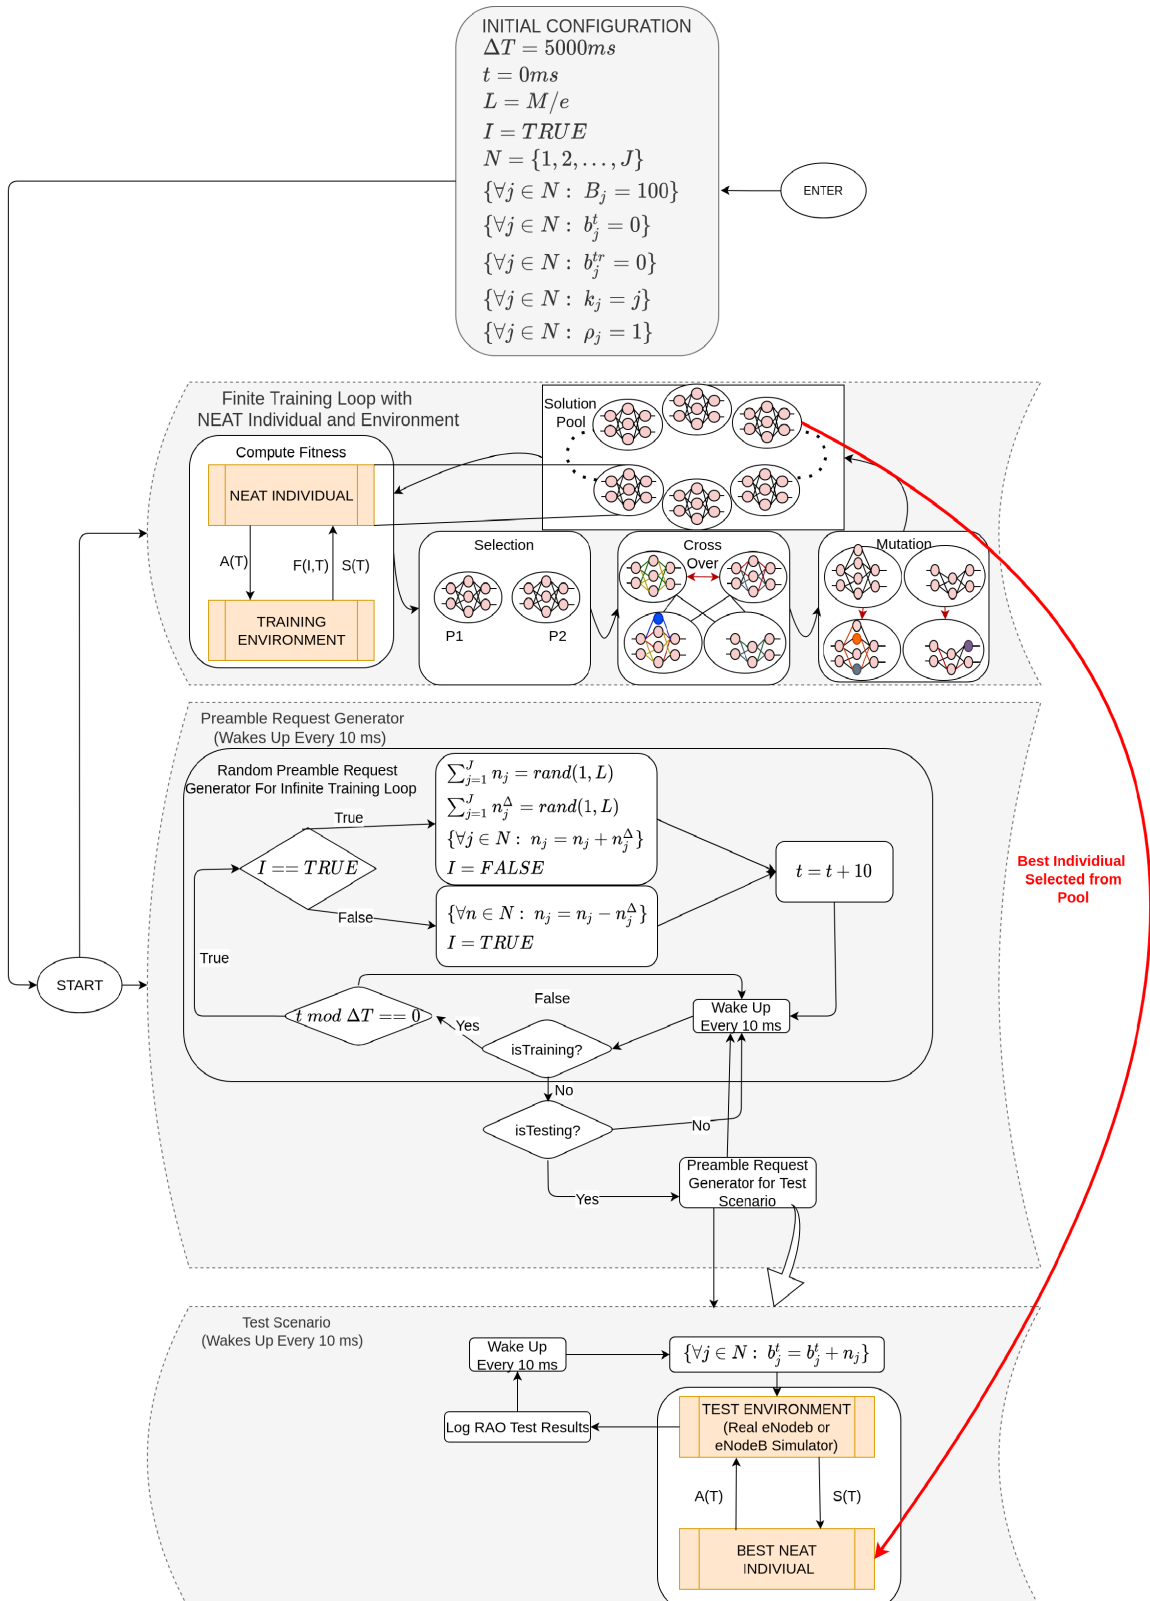 INITIAL CONFIGURATION
ΔT = 5000ms
t = 0ms
L = M/e
I = TRUE
N = {1, 2, . . . , J}
{∀j ∈ N : B_j = 100}
{∀j ∈ N : b_j^t = 0}
{∀j ∈ N : b_j^{tr} = 0}
{∀j ∈ N : k_j = j}
{∀j ∈ N : ρ_j = 1}
ENTER
Finite Training Loop with
NEAT Individual and Environment
Solution
Pool
Compute Fitness
NEAT INDIVIDUAL
A(T)
F(I,T)
S(T)
TRAINING
ENVIRONMENT
Selection
P1
P2
Cross
Over
Mutation
Preamble Request Generator
(Wakes Up Every 10 ms)
Random Preamble Request
Generator For Infinite Training Loop
True
I == TRUE
False
∑_{j=1}^J n_j = rand(1, L)
∑_{j=1}^J n_j^Δ = rand(1, L)
{∀j ∈ N : n_j = n_j + n_j^Δ}
I = FALSE
{∀n ∈ N : n_j = n_j − n_j^Δ}
I = TRUE
t = t + 10
Best Individual
Selected from
Pool
True
START
t mod ΔT == 0
False
Yes
isTraining?
Wake Up
Every 10 ms
No
isTesting?
No
Yes
Preamble Request
Generator for Test
Scenario
Test Scenario
(Wakes Up Every 10 ms)
Wake Up
Every 10 ms
{∀j ∈ N : b_j^t = b_j^t + n_j}
Log RAO Test Results
TEST ENVIRONMENT
(Real eNodeb or
eNodeB Simulator)
A(T)
S(T)
BEST NEAT
INDIVIUAL